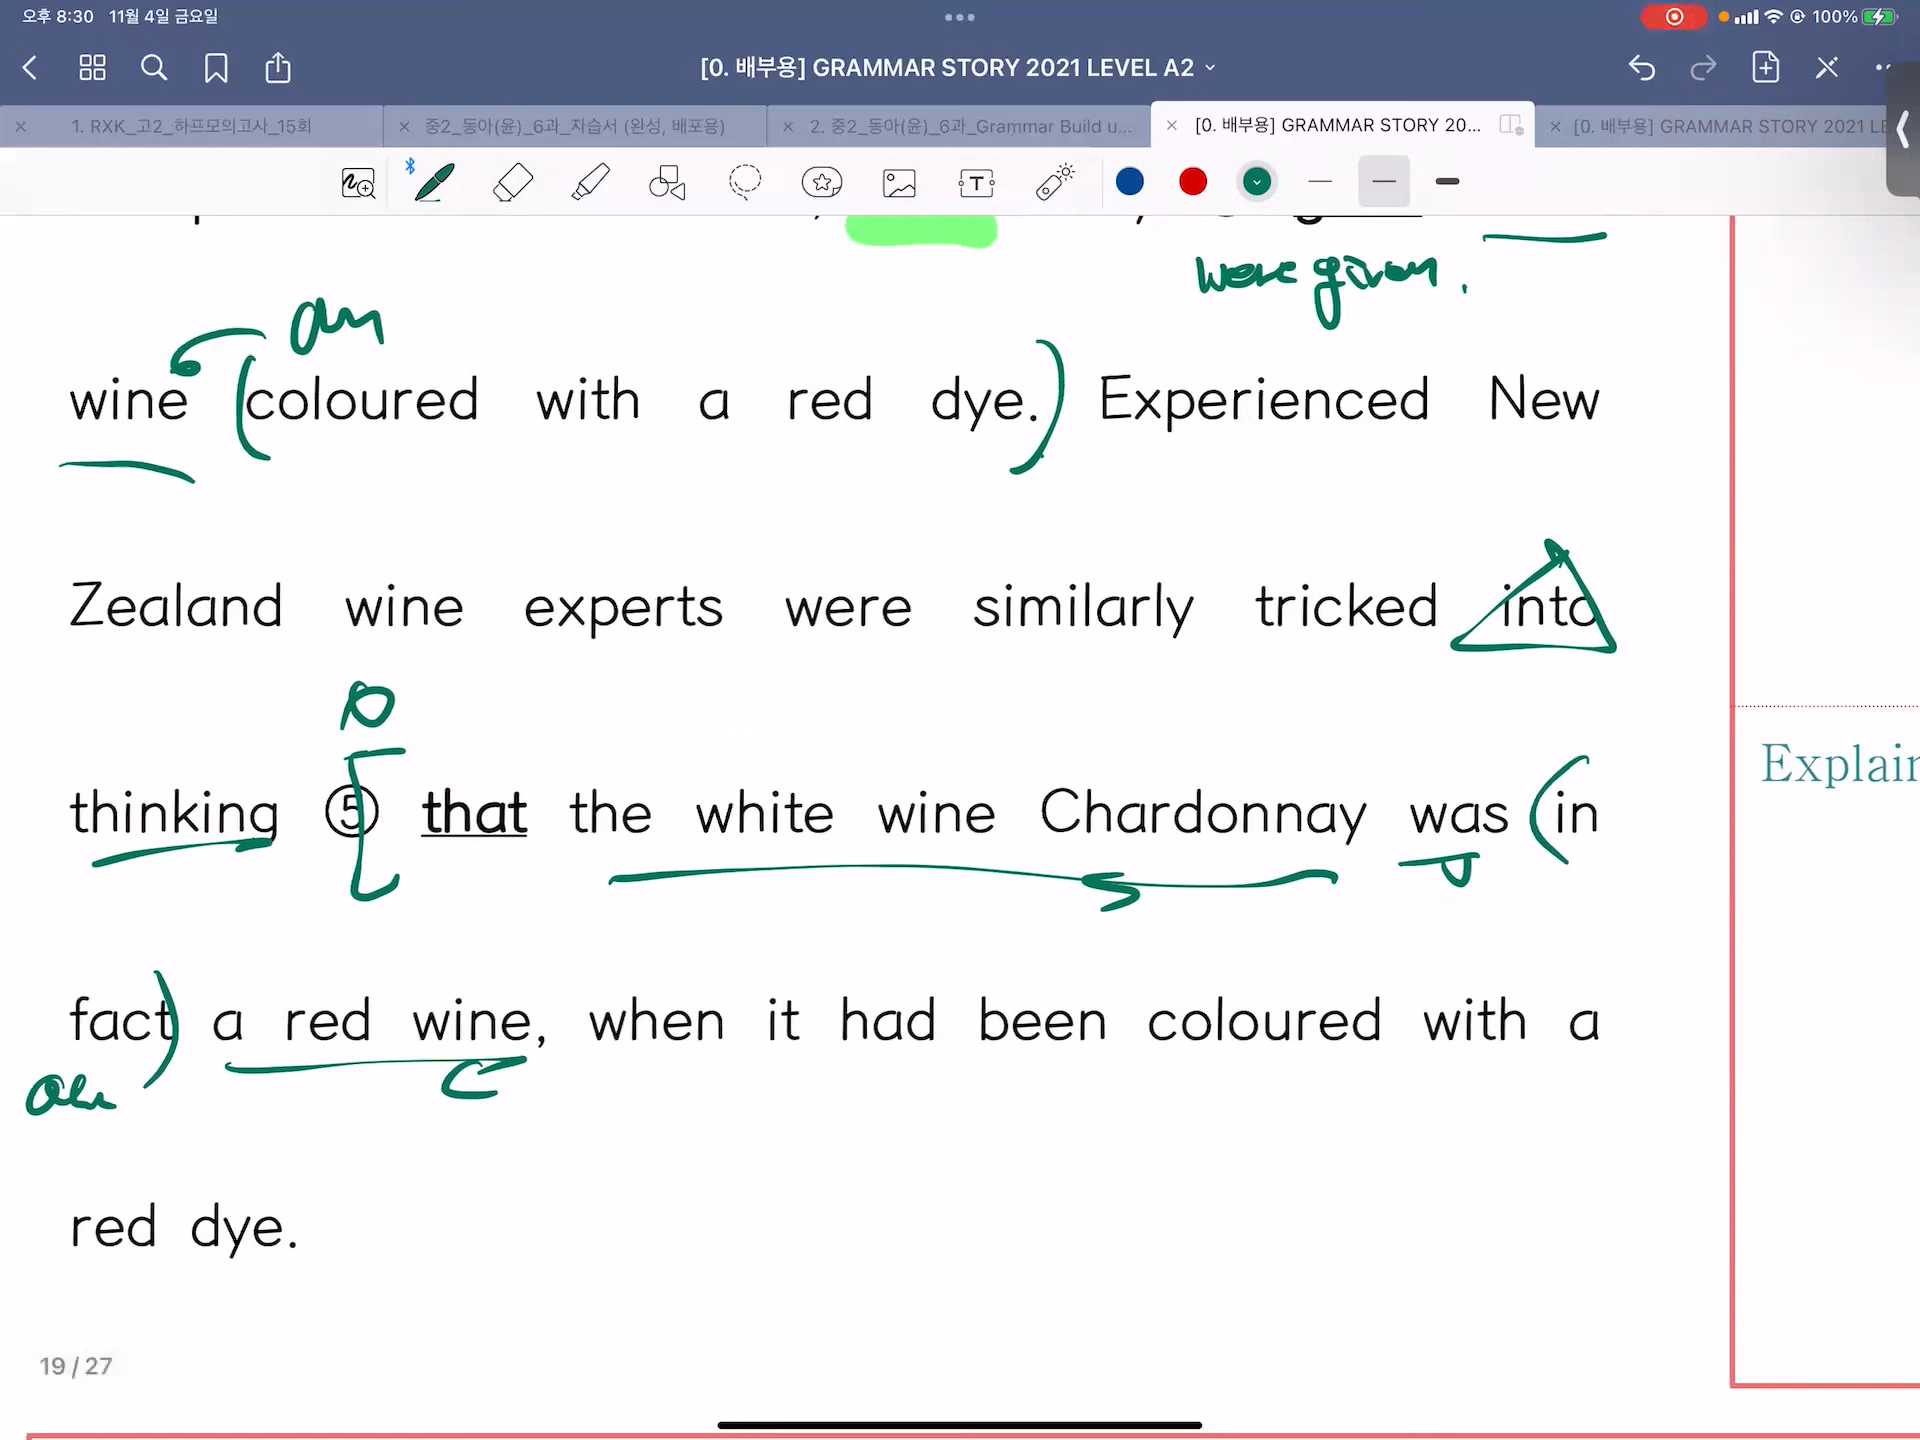 오후 8:30 11월 4일 금요일
100%
[0. 배부용] GRAMMAR STORY 2021 LEVEL A2
1. RXK_고2_하프모의고사_15회
중2_동아(윤)_6과_자습서 (완성, 배포용)
2. 중2_동아(윤)_6과_Grammar Build u...
[0. 배부용] GRAMMAR STORY 20...
[0. 배부용] GRAMMAR STORY 2021 LE
were given.
wine (coloured with a red dye.) Experienced New
Zealand wine experts were similarly tricked into
thinking ⑤ that the white wine Chardonnay was (in
fact) a red wine, when it had been coloured with a
red dye.
Explain
19 / 27